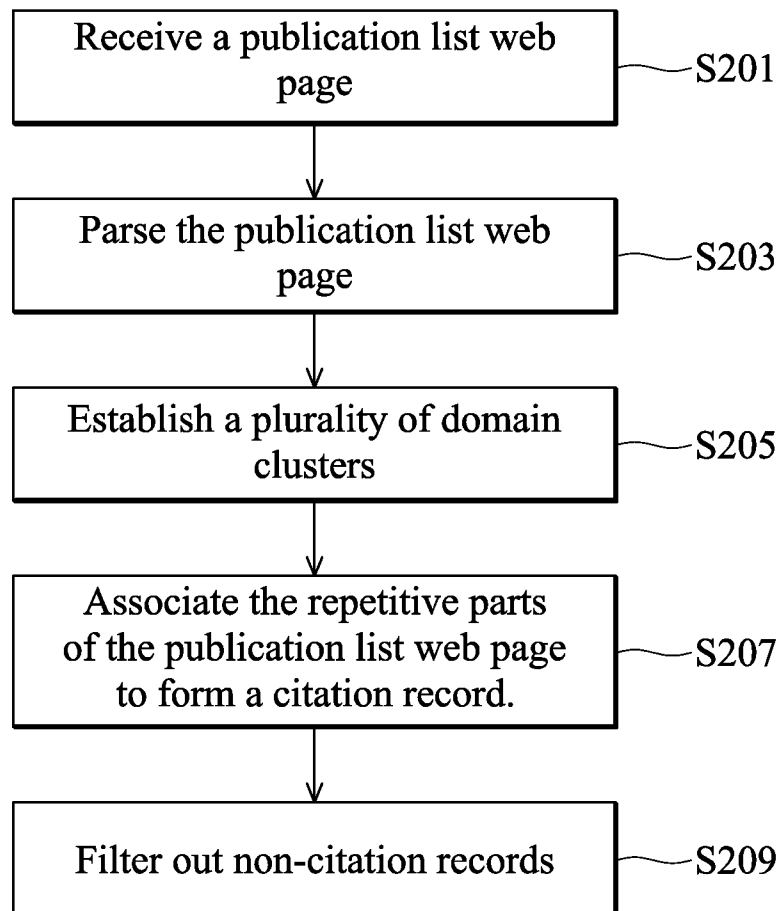 Receive a publication list web
page
S201
Parse the publication list web
page
S203
Establish a plurality of domain
clusters
S205
Associate the repetitive parts
of the publication list web page
to form a citation record.
S207
Filter out non-citation records
S209